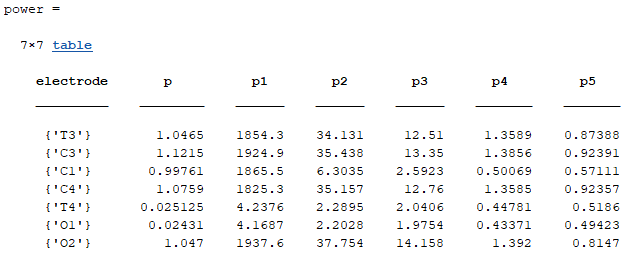 power =
7×7 table
electrode p p1 p2 p3 p4 p5
{'T3'} 1.0465 1854.3 34.131 12.51 1.3589 0.87388
{'C3'} 1.1215 1924.9 35.438 13.35 1.3856 0.92391
{'C1'} 0.99761 1865.5 6.3035 2.5923 0.50069 0.57111
{'C4'} 1.0759 1825.3 35.157 12.76 1.3585 0.92357
{'T4'} 0.025125 4.2376 2.2895 2.0406 0.44781 0.5186
{'O1'} 0.02431 4.1687 2.2028 1.9754 0.43371 0.49423
{'O2'} 1.047 1937.6 37.754 14.158 1.392 0.8147